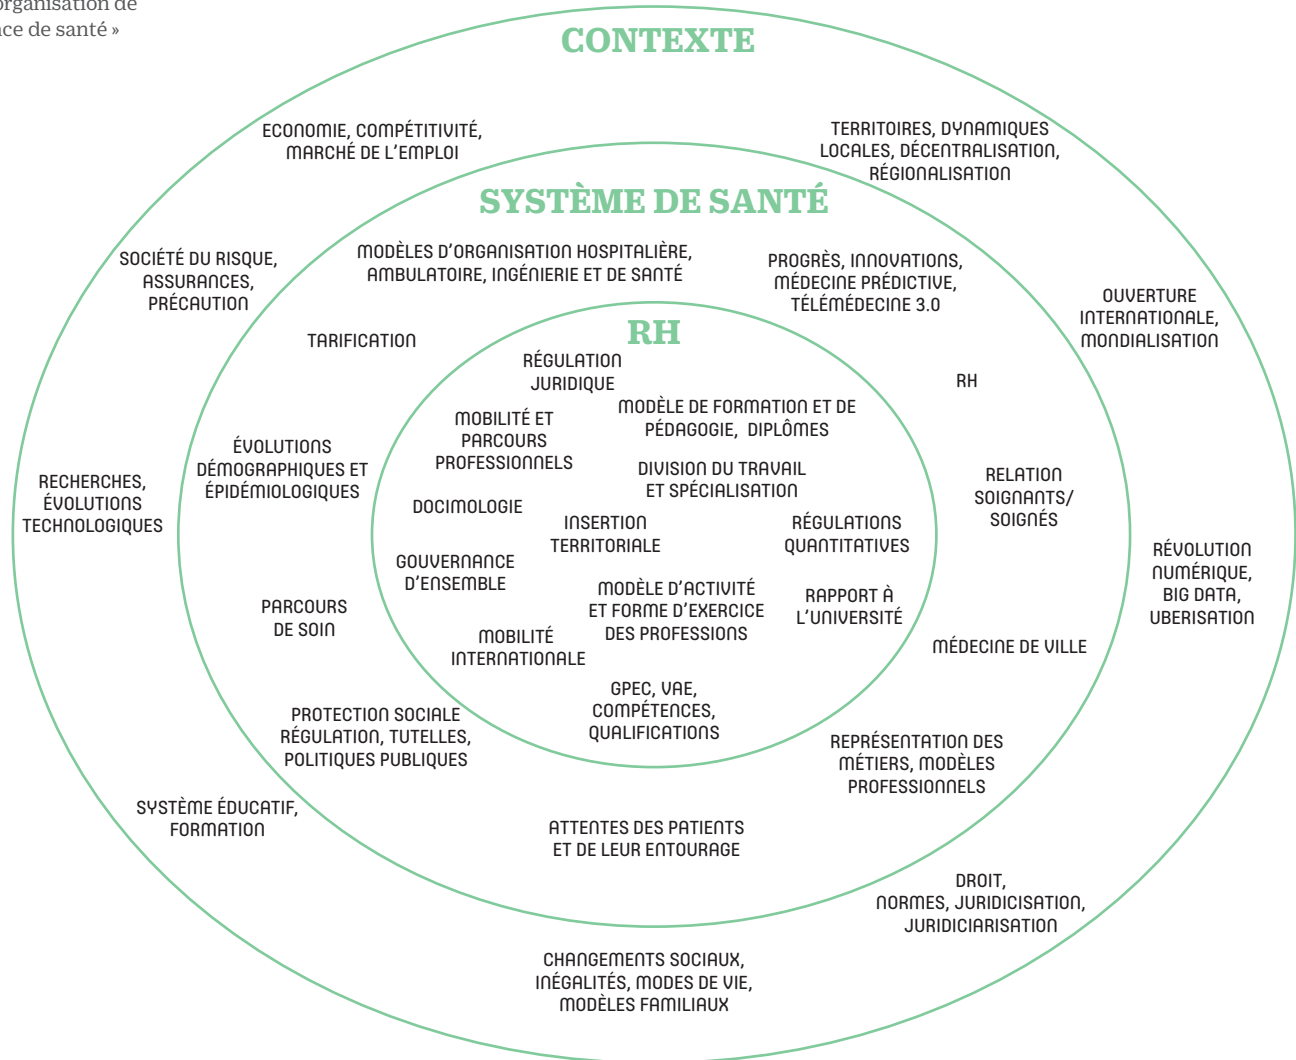 organisation de
ce de santé »
CONTEXTE
ECONOMIE, COMPÉTITIVITÉ,
MARCHÉ DE L'EMPLOI
TERRITOIRES, DYNAMIQUES
LOCALES, DÉCENTRALISATION,
RÉGIONALISATION
SYSTÈME DE SANTÉ
SOCIÉTÉ DU RISQUE,
ASSURANCES,
PRÉCAUTION
MODÈLES D'ORGANISATION HOSPITALIÈRE,
AMBULATOIRE, INGÉNIERIE ET DE SANTÉ
PROGRÈS, INNOVATIONS,
MÉDECINE PRÉDICTIVE,
TÉLÉMÉDECINE 3.0
OUVERTURE
INTERNATIONALE,
MONDIALISATION
TARIFICATION
RH
RÉGULATION
JURIDIQUE
RH
MOBILITÉ ET
PARCOURS
PROFESSIONNELS
MODÈLE DE FORMATION ET DE
PÉDAGOGIE, DIPLÔMES
ÉVOLUTIONS
DÉMOGRAPHIQUES ET
ÉPIDÉMIOLOGIQUES
DIVISION DU TRAVAIL
ET SPÉCIALISATION
RELATION
SOIGNANTS/
SOIGNÉS
RECHERCHES,
ÉVOLUTIONS
TECHNOLOGIQUES
DOCIMOLOGIE
INSERTION
TERRITORIALE
RÉGULATIONS
QUANTITATIVES
RÉVOLUTION
NUMÉRIQUE,
BIG DATA,
UBERISATION
GOUVERNANCE
D'ENSEMBLE
MODÈLE D'ACTIVITÉ
ET FORME D'EXERCICE
DES PROFESSIONS
RAPPORT À
L'UNIVERSITÉ
PARCOURS
DE SOIN
MOBILITÉ
INTERNATIONALE
MÉDECINE DE VILLE
GPEC, VAE,
COMPÉTENCES,
QUALIFICATIONS
PROTECTION SOCIALE
RÉGULATION, TUTELLES,
POLITIQUES PUBLIQUES
REPRÉSENTATION DES
MÉTIERS, MODÈLES
PROFESSIONNELS
SYSTÈME ÉDUCATIF,
FORMATION
ATTENTES DES PATIENTS
ET DE LEUR ENTOURAGE
DROIT,
NORMES, JURIDICISATION,
JURIDICIARISATION
CHANGEMENTS SOCIAUX,
INÉGALITÉS, MODES DE VIE,
MODÈLES FAMILIAUX